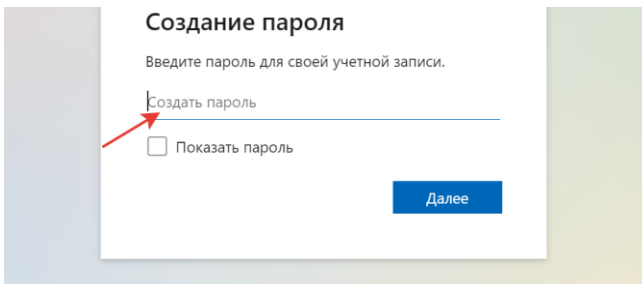 Создание пароля
Введите пароль для своей учетной записи.
Создать пароль
Показать пароль
Далее